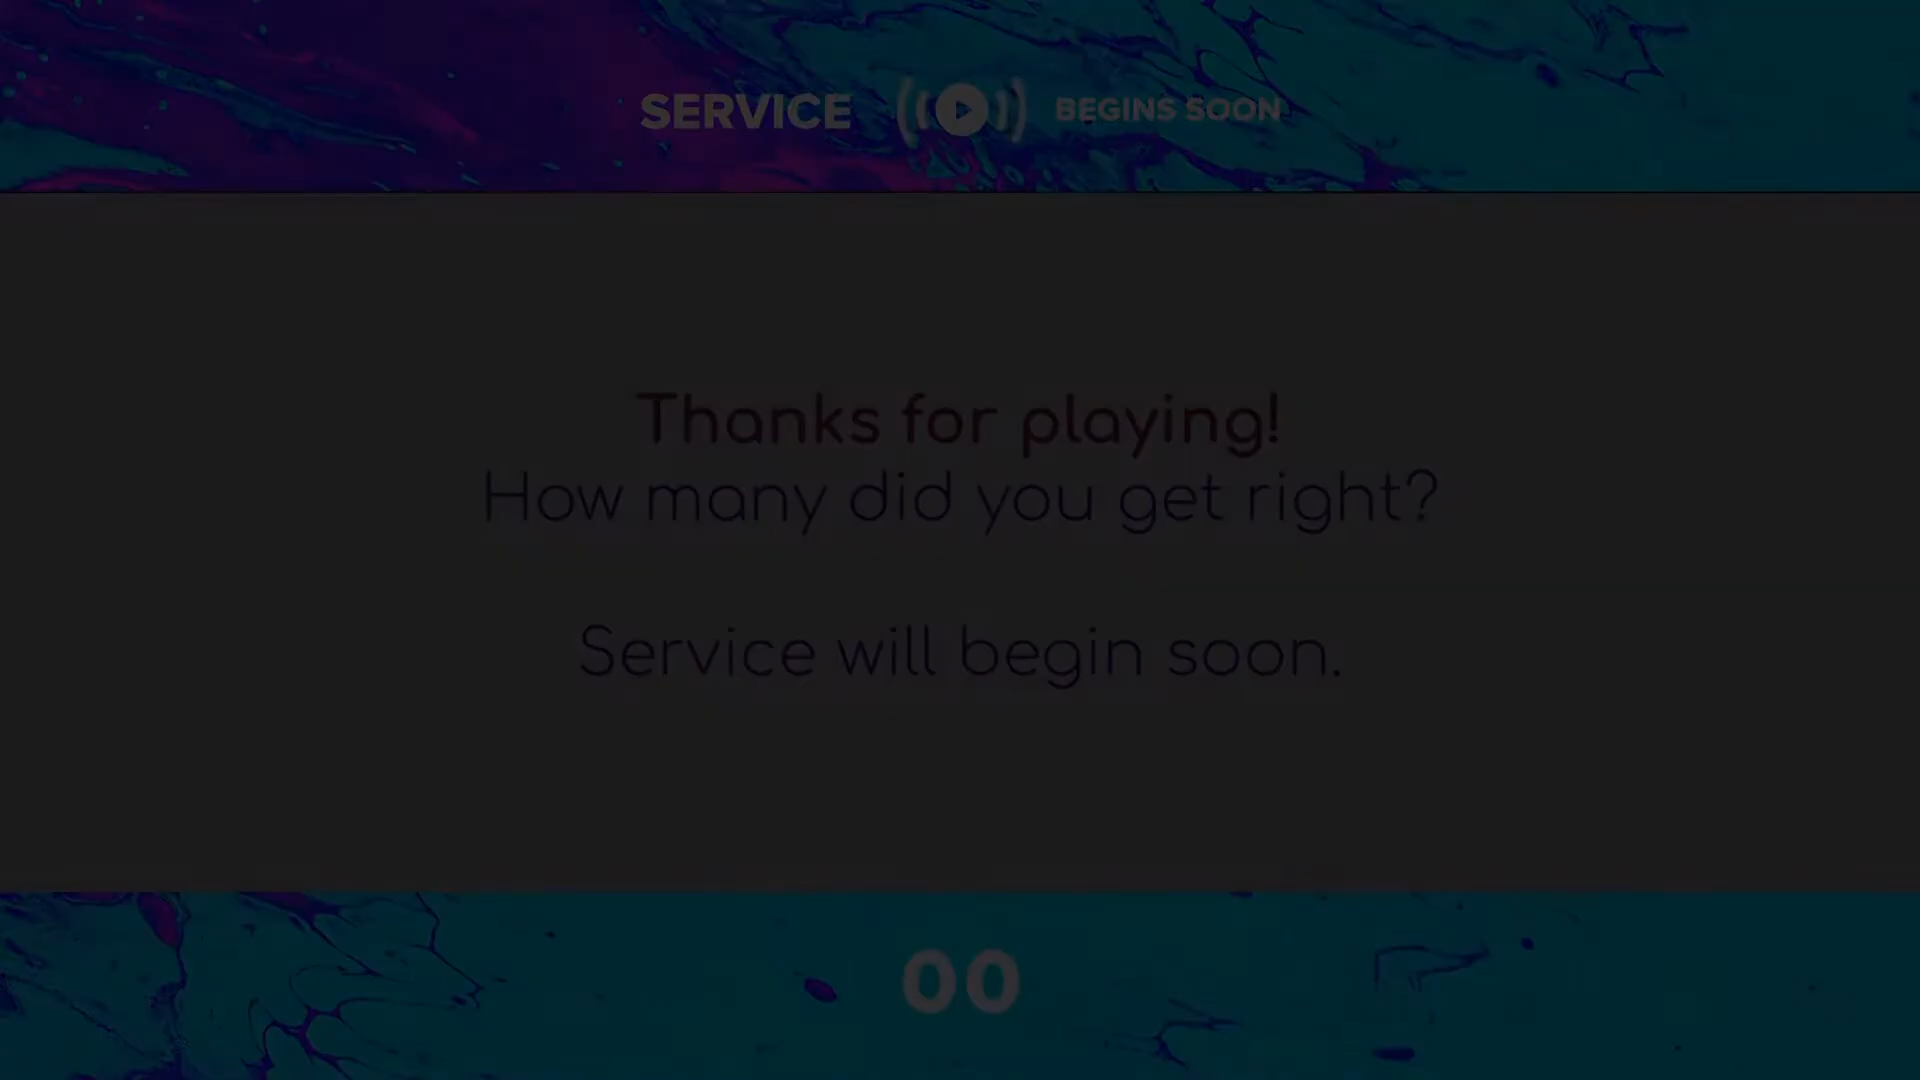 SERVICE BEGINS SOON
Thanks for playing!
How many did you get right?
Service will begin soon.
00